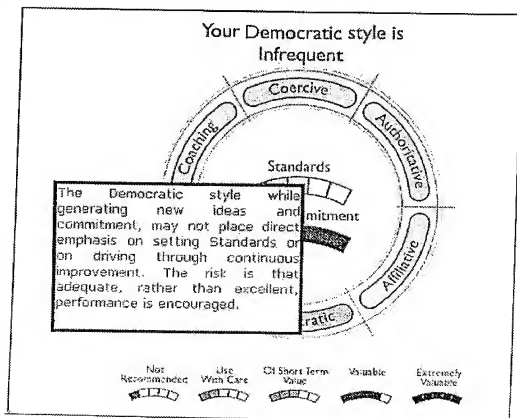 Your Democratic style is
Infrequent
Coercive
Coaching
Authoritative
Standards
The Democratic style while
generating new ideas and
commitment, may not place direct
emphasis on setting Standards or
on driving through continuous
improvement. The risk is that
adequate, rather than excellent,
performance is encouraged.
mitment
Affiliative
ratic
Not
Recommended
Use
With Care
Of Short Term
Value
Valuable
Extremely
Valuable